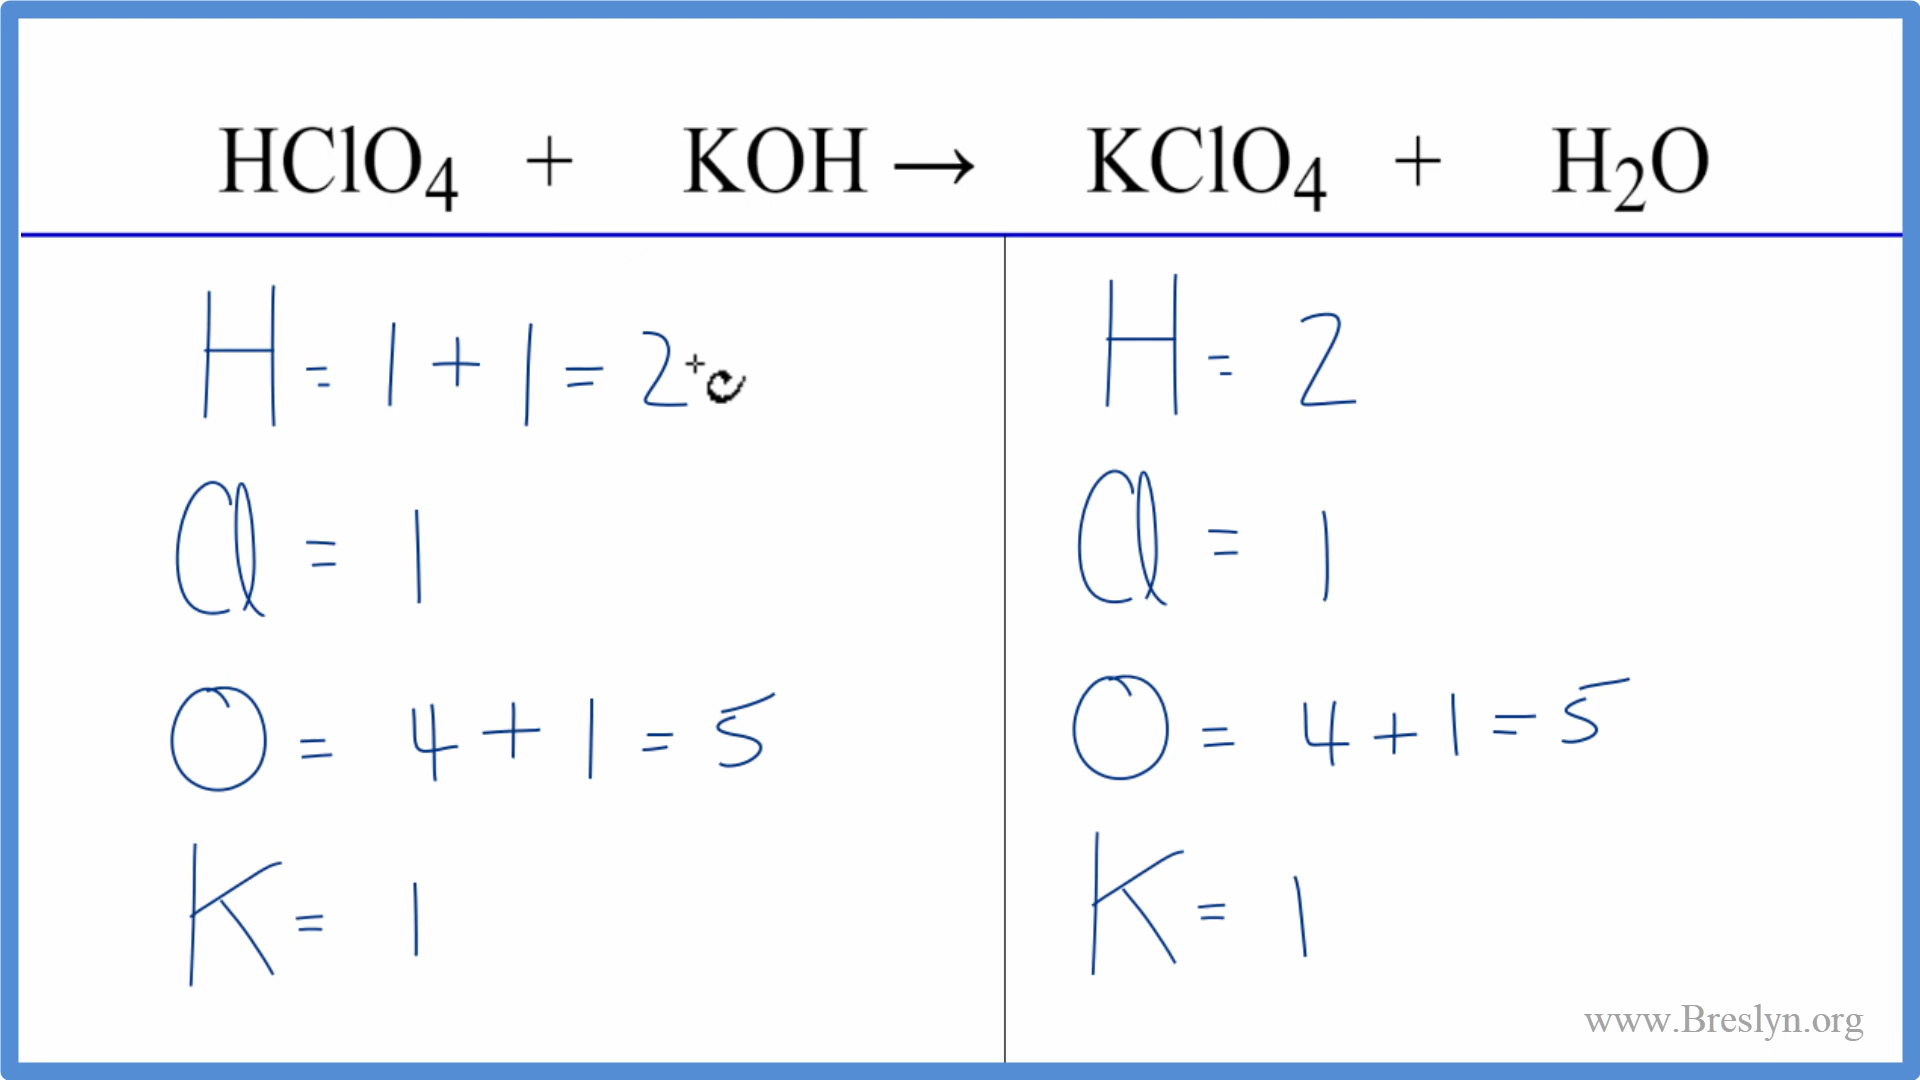 HClO₄ + KOH → KClO₄ + H₂O
H = 1 + 1 = 2
H = 2
Cl = 1
Cl = 1
O = 4 + 1 = 5
O = 4 + 1 = 5
K = 1
K = 1
www.Breslyn.org